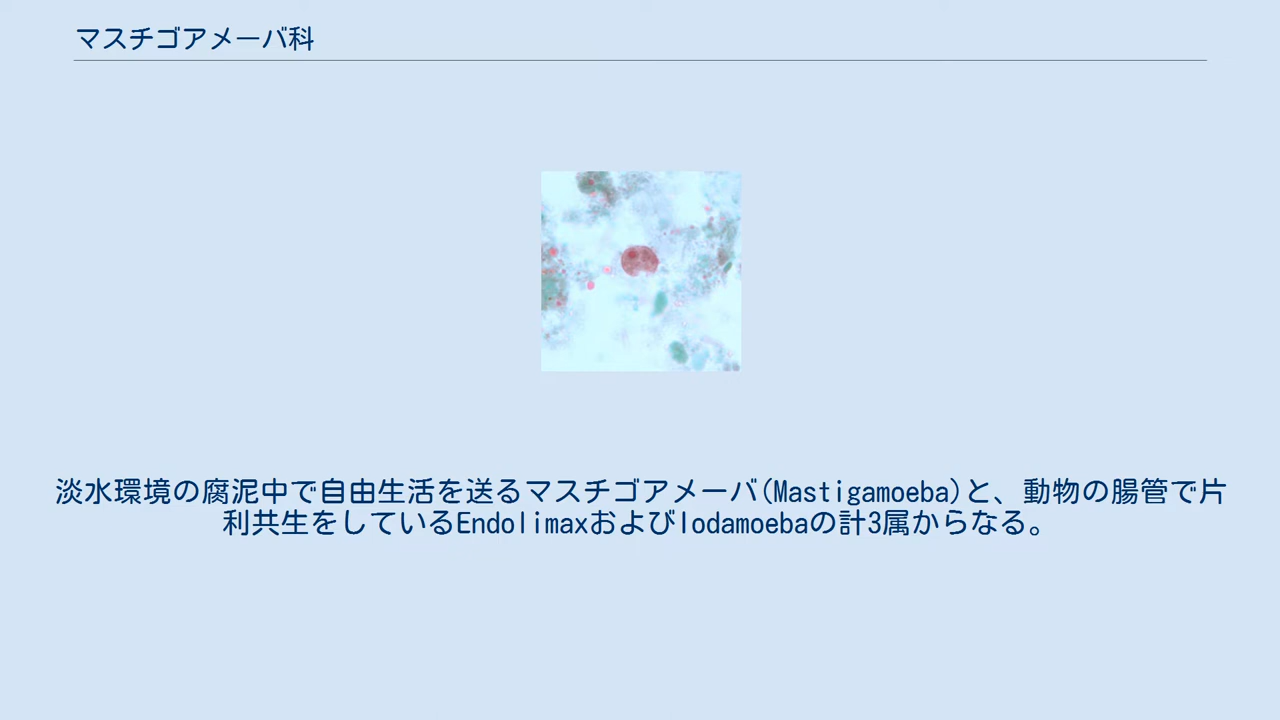 マスチゴアメーバ科
淡水環境の腐泥中で自由生活を送るマスチゴアメーバ(Mastigamoeba)と、動物の腸管で片
利共生をしているEndolimaxおよびIodamoebaの計3属からなる。